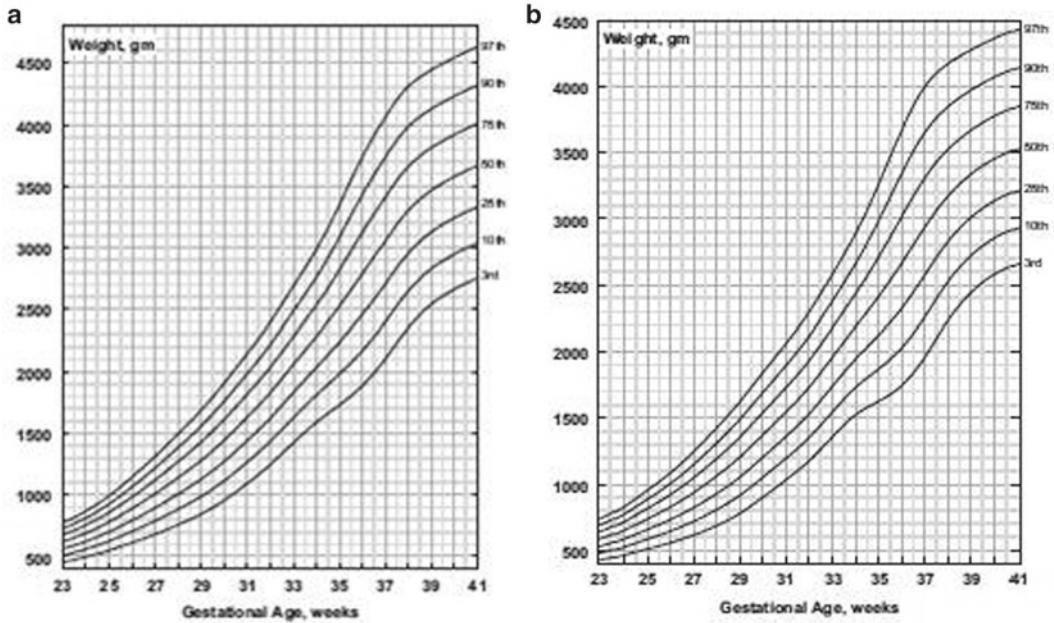 a
Weight, gm
4500
4000
3500
3000
2500
2000
1500
1000
500
97th
90th
75th
50th
25th
10th
3rd
23 25 27 29 31 33 35 37 39 41
Gestational Age, weeks
b
Weight, gm
4500
4000
3500
3000
2500
2000
1500
1000
500
97th
90th
75th
50th
25th
10th
3rd
23 25 27 29 31 33 35 37 39 41
Gestational Age, weeks